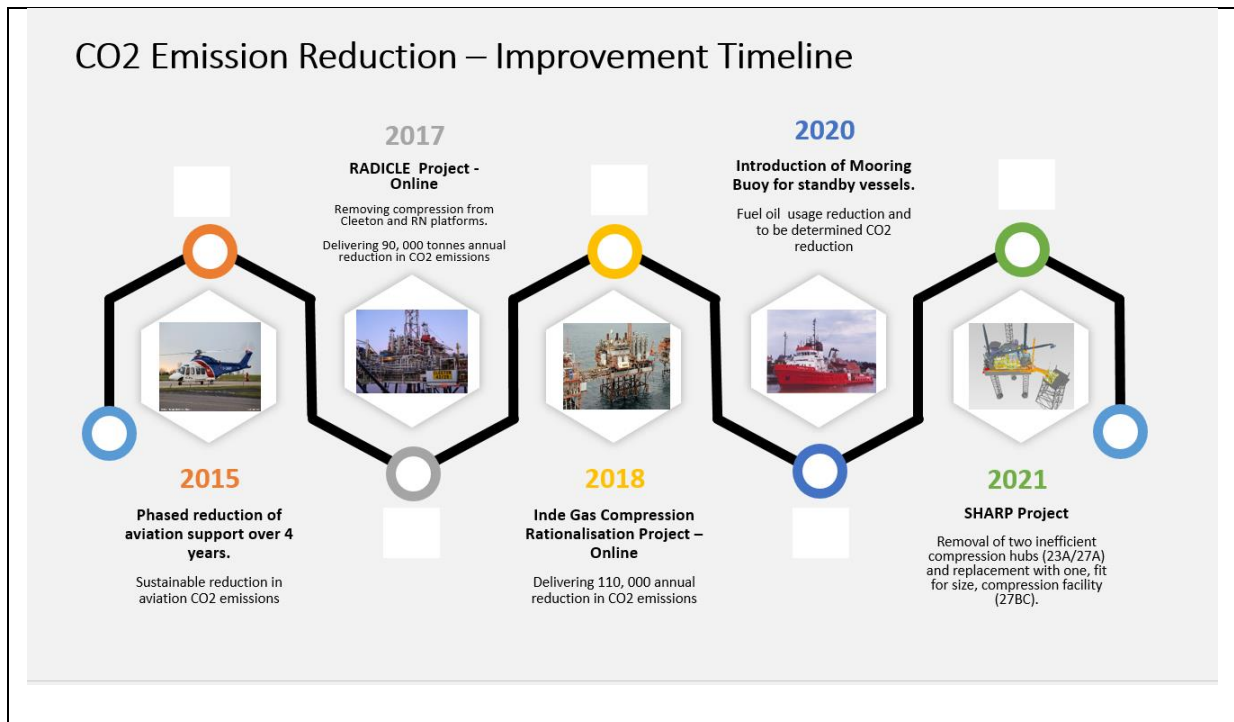 CO2 Emission Reduction – Improvement Timeline
2015
Phased reduction of
aviation support over 4
years.
Sustainable reduction in
aviation CO2 emissions
2017
RADICLE  Project -
Online
Removing compression from
Cleeton and RN platforms.
Delivering 90, 000 tonnes annual
reduction in CO2 emissions
2018
Inde Gas Compression
Rationalisation Project –
Online
Delivering 110, 000 annual
reduction in CO2 emissions
2020
Introduction of Mooring
Buoy for standby vessels.
Fuel oil  usage reduction and
to be determined CO2
reduction
2021
SHARP Project
Removal of two inefficient
compression hubs (23A/27A)
and replacement with one, fit
for size, compression facility
(27BC).